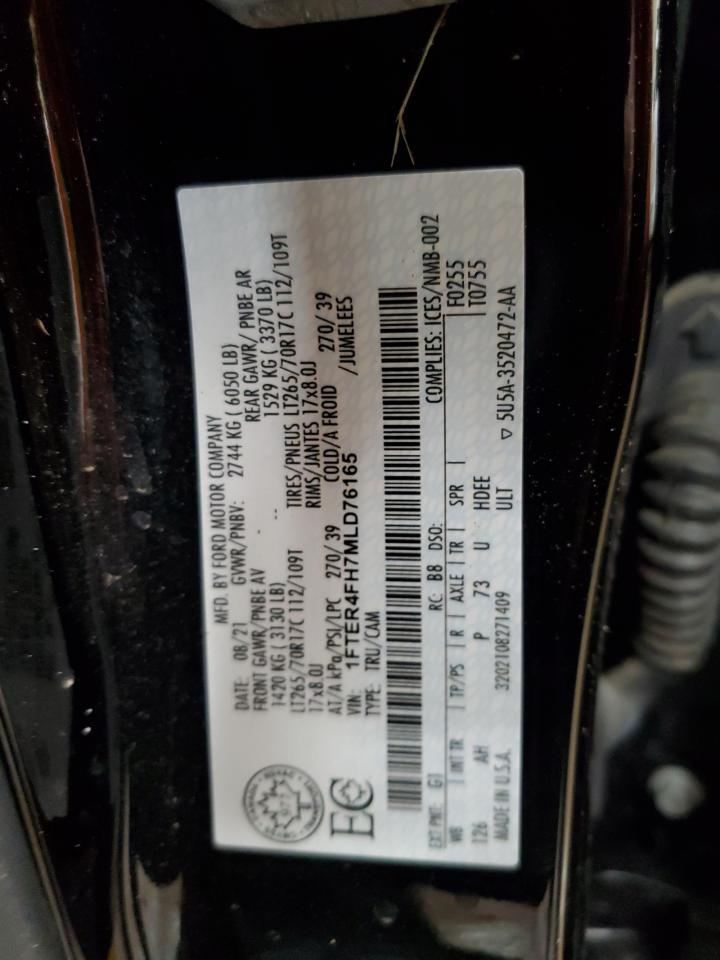 MFD. BY FORD MOTOR COMPANY
DATE: 08/21 GVWR/PNBV: 2744 KG ( 6050 LB)
FRONT GAWR/PNBE AV REAR GAWR/ PNBE AR
1420 KG ( 3130 LB) 1529 KG ( 3370 LB)
LT265/70R17C 112/109T TIRES/PNEUS LT265/70R17C 112/109T
17x8.0J RIMS/JANTES 17x8.0J
AT/A kPa/PSI/LPC 270/ 39 COLD/A FROID 270/ 39
VIN: 1FTER4FH7MLD76165 /JUMELEES
TYPE: TRU/CAM
EC
COMPLIES: ICES/NMB-002
EXT PNT: G1 RC: B8 DSO: F0255
WB INT TR TP/PS R AXLE TR SPR T0755
126 AH P 73 U HDEE
ULT
MADE IN U.S.A. 3202108271409 ▽ 5U5A-3520472-AA